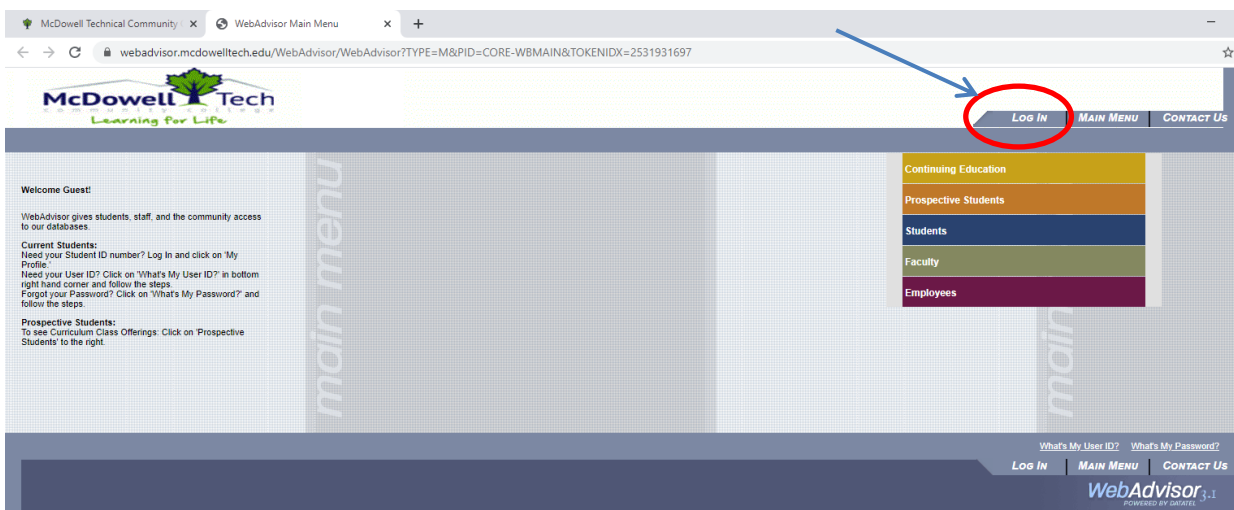 McDowell Technical Community
WebAdvisor Main Menu
webadvisor.mcdowelltech.edu/WebAdvisor/WebAdvisor?TYPE=M&PID=CORE-WBMAIN&TOKENIDX=2531931697
McDowell Tech
community college
Learning for Life
LOG IN MAIN MENU CONTACT US
main menu
Welcome Guest!
WebAdvisor gives students, staff, and the community access
to our databases.
Current Students:
Need your Student ID number? Log In and click on 'My
Profile.'
Need your User ID? Click on 'What's My User ID?' in bottom
right hand corner and follow the steps.
Forgot your Password? Click on 'What's My Password?' and
follow the steps.
Prospective Students:
To see Curriculum Class Offerings: Click on 'Prospective
Students' to the right.
Continuing Education
Prospective Students
Students
Faculty
Employees
main
What's My User ID? What's My Password?
LOG IN MAIN MENU CONTACT US
WebAdvisor 3.1
POWERED BY DATATEL